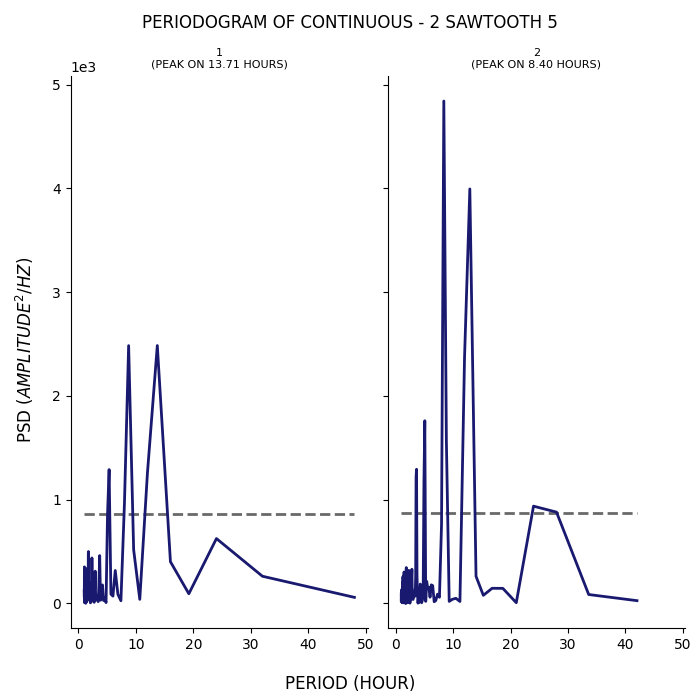 PERIODOGRAM OF CONTINUOUS - 2 SAWTOOTH 5
1
(PEAK ON 13.71 HOURS)
2
(PEAK ON 8.40 HOURS)
1e3
5
4
3
2
1
0
PSD (AMPLITUDE²/HZ)
0 10 20 30 40 50
0 10 20 30 40 50
PERIOD (HOUR)